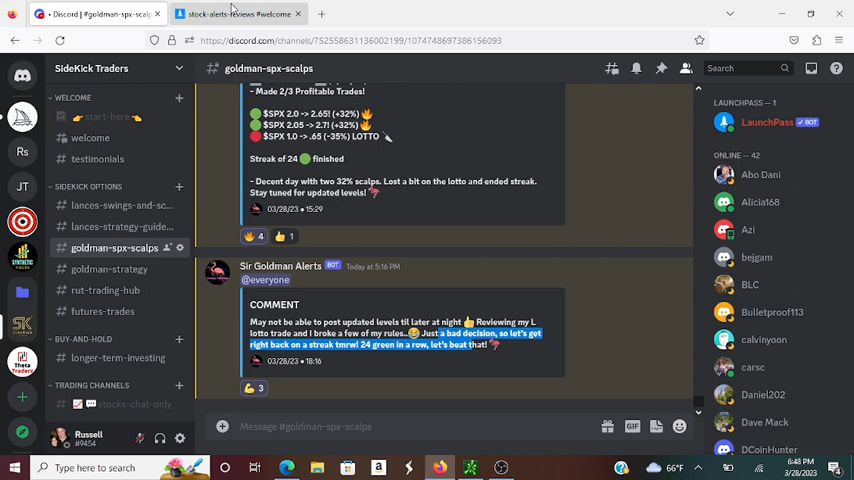 • Discord | #goldman-spx-scalp
stock-alerts-reviews #welcome
https://discord.com/channels/752558631136002199/1074748697386156093
SideKick Traders
goldman-spx-scalps
Search
WELCOME
start-here
welcome
testimonials
SIDEKICK OPTIONS
lances-swings-and-sc...
lances-strategy-guide...
goldman-spx-scalps
goldman-strategy
rut-trading-hub
futures-trades
BUY-AND-HOLD
longer-term-investing
TRADING CHANNELS
stocks-chat-only
Rs
JT
SYNTHETIC
SK
Theta
Traders
Russell
#9454
- Made 2/3 Profitable Trades!
🟢 $SPX 2.0 -> 2.65! (+32%) 🔥
🟢 $SPX 2.05 -> 2.7! (+32%) 🔥
🔴 $SPX 1.0 -> .65 (-35%) LOTTO 🔪
Streak of 24 🟢 finished
- Decent day with two 32% scalps. Lost a bit on the lotto and ended streak.
Stay tuned for updated levels! 🦩
03/28/23 • 15:29
🔥 4 👍 1
Sir Goldman Alerts BOT Today at 5:16 PM
@everyone
COMMENT
May not be able to post updated levels til later at night 👍 Reviewing my L
lotto trade and I broke a few of my rules..😂 Just a bad decision, so let's get
right back on a streak tmrw! 24 green in a row, let's beat that! 🦩
03/28/23 • 18:16
💪 3
Message #goldman-spx-scalps
GIF
LAUNCHPASS — 1
LaunchPass ✓ BOT
ONLINE — 42
Abo Dani
Alicia168
Azi
bejgam
BLC
Bulletproof113
calvinyoon
carsc
Daniel202
Dave Mack
DCoinHunter
Type here to search
66°F
6:48 PM
3/28/2023
4